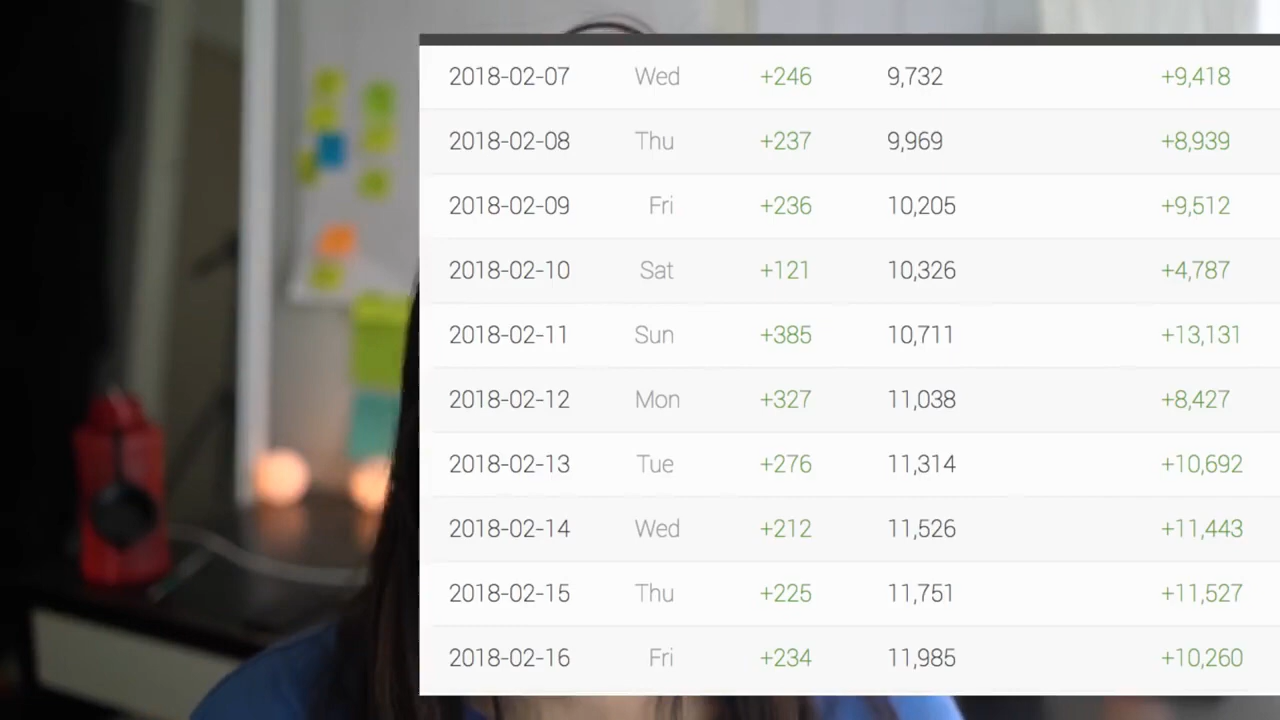 2018-02-07 Wed +246 9,732 +9,418
2018-02-08 Thu +237 9,969 +8,939
2018-02-09 Fri +236 10,205 +9,512
2018-02-10 Sat +121 10,326 +4,787
2018-02-11 Sun +385 10,711 +13,131
2018-02-12 Mon +327 11,038 +8,427
2018-02-13 Tue +276 11,314 +10,692
2018-02-14 Wed +212 11,526 +11,443
2018-02-15 Thu +225 11,751 +11,527
2018-02-16 Fri +234 11,985 +10,260